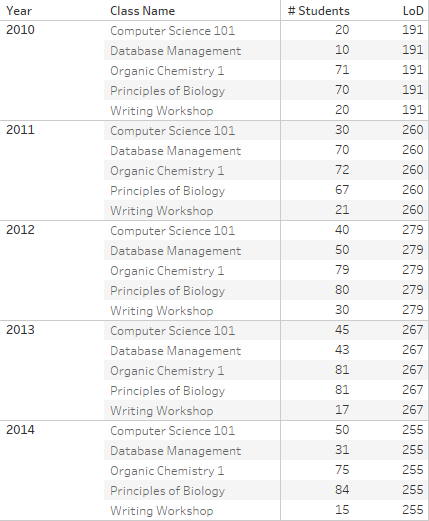 Year Class Name # Students LoD
2010 Computer Science 101 20 191
Database Management 10 191
Organic Chemistry 1 71 191
Principles of Biology 70 191
Writing Workshop 20 191
2011 Computer Science 101 30 260
Database Management 70 260
Organic Chemistry 1 72 260
Principles of Biology 67 260
Writing Workshop 21 260
2012 Computer Science 101 40 279
Database Management 50 279
Organic Chemistry 1 79 279
Principles of Biology 80 279
Writing Workshop 30 279
2013 Computer Science 101 45 267
Database Management 43 267
Organic Chemistry 1 81 267
Principles of Biology 81 267
Writing Workshop 17 267
2014 Computer Science 101 50 255
Database Management 31 255
Organic Chemistry 1 75 255
Principles of Biology 84 255
Writing Workshop 15 255